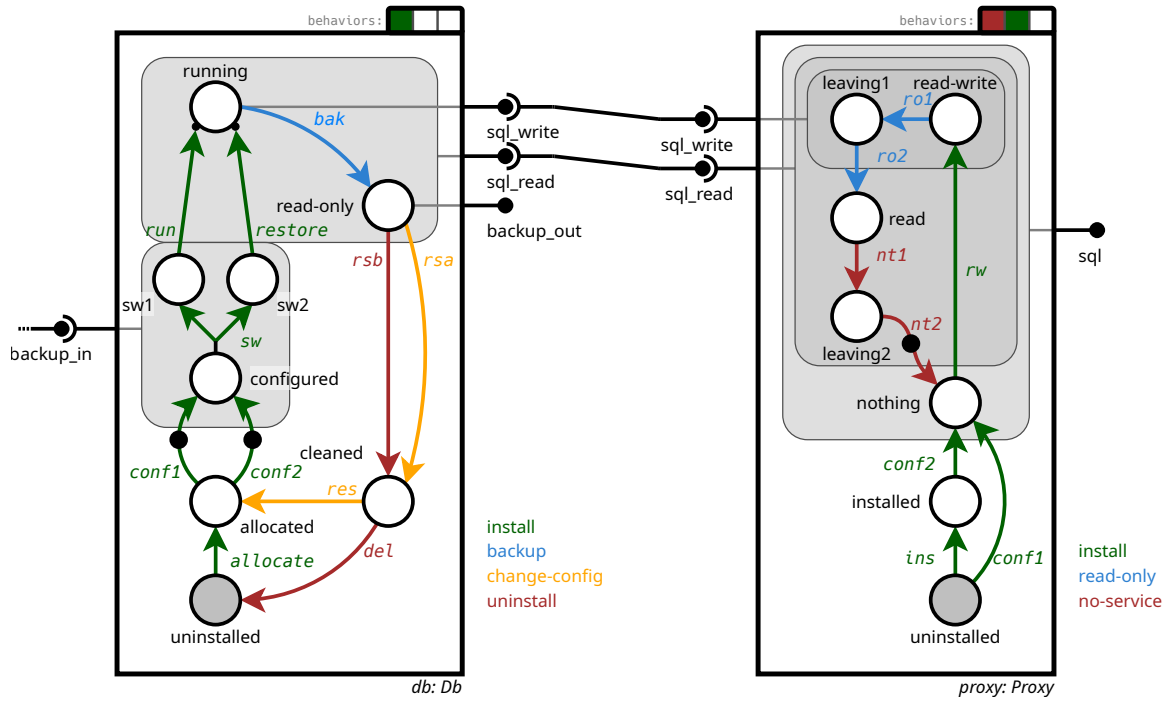 behaviors:
behaviors:
running
bak
leaving1
read-write
ro1
sql_write
sql_write
ro2
sql_read
sql_read
read-only
backup_out
read
run
restore
rsb
rsa
nt1
rw
sql
sw1
sw2
nt2
backup_in
sw
leaving2
configured
nothing
cleaned
conf1
conf2
conf2
res
installed
allocated
install
backup
change-config
uninstall
allocate
del
ins
conf1
install
read-only
no-service
uninstalled
uninstalled
db: Db
proxy: Proxy